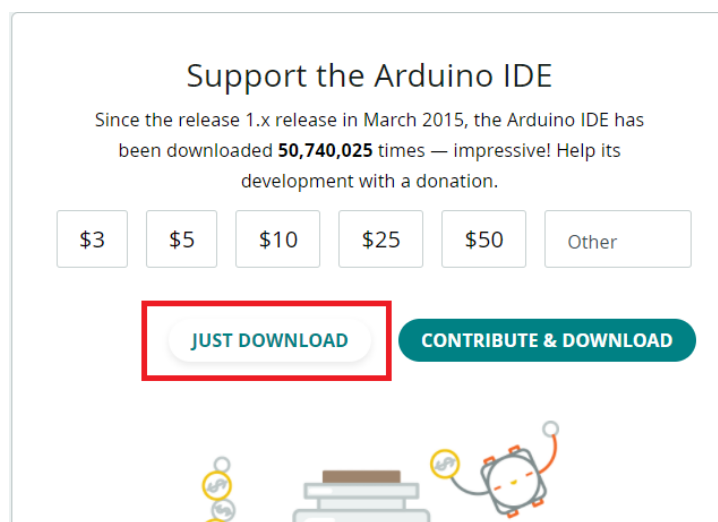 Support the Arduino IDE
Since the release 1.x release in March 2015, the Arduino IDE has
been downloaded 50,740,025 times — impressive! Help its
development with a donation.
$3 $5 $10 $25 $50 Other
JUST DOWNLOAD CONTRIBUTE & DOWNLOAD